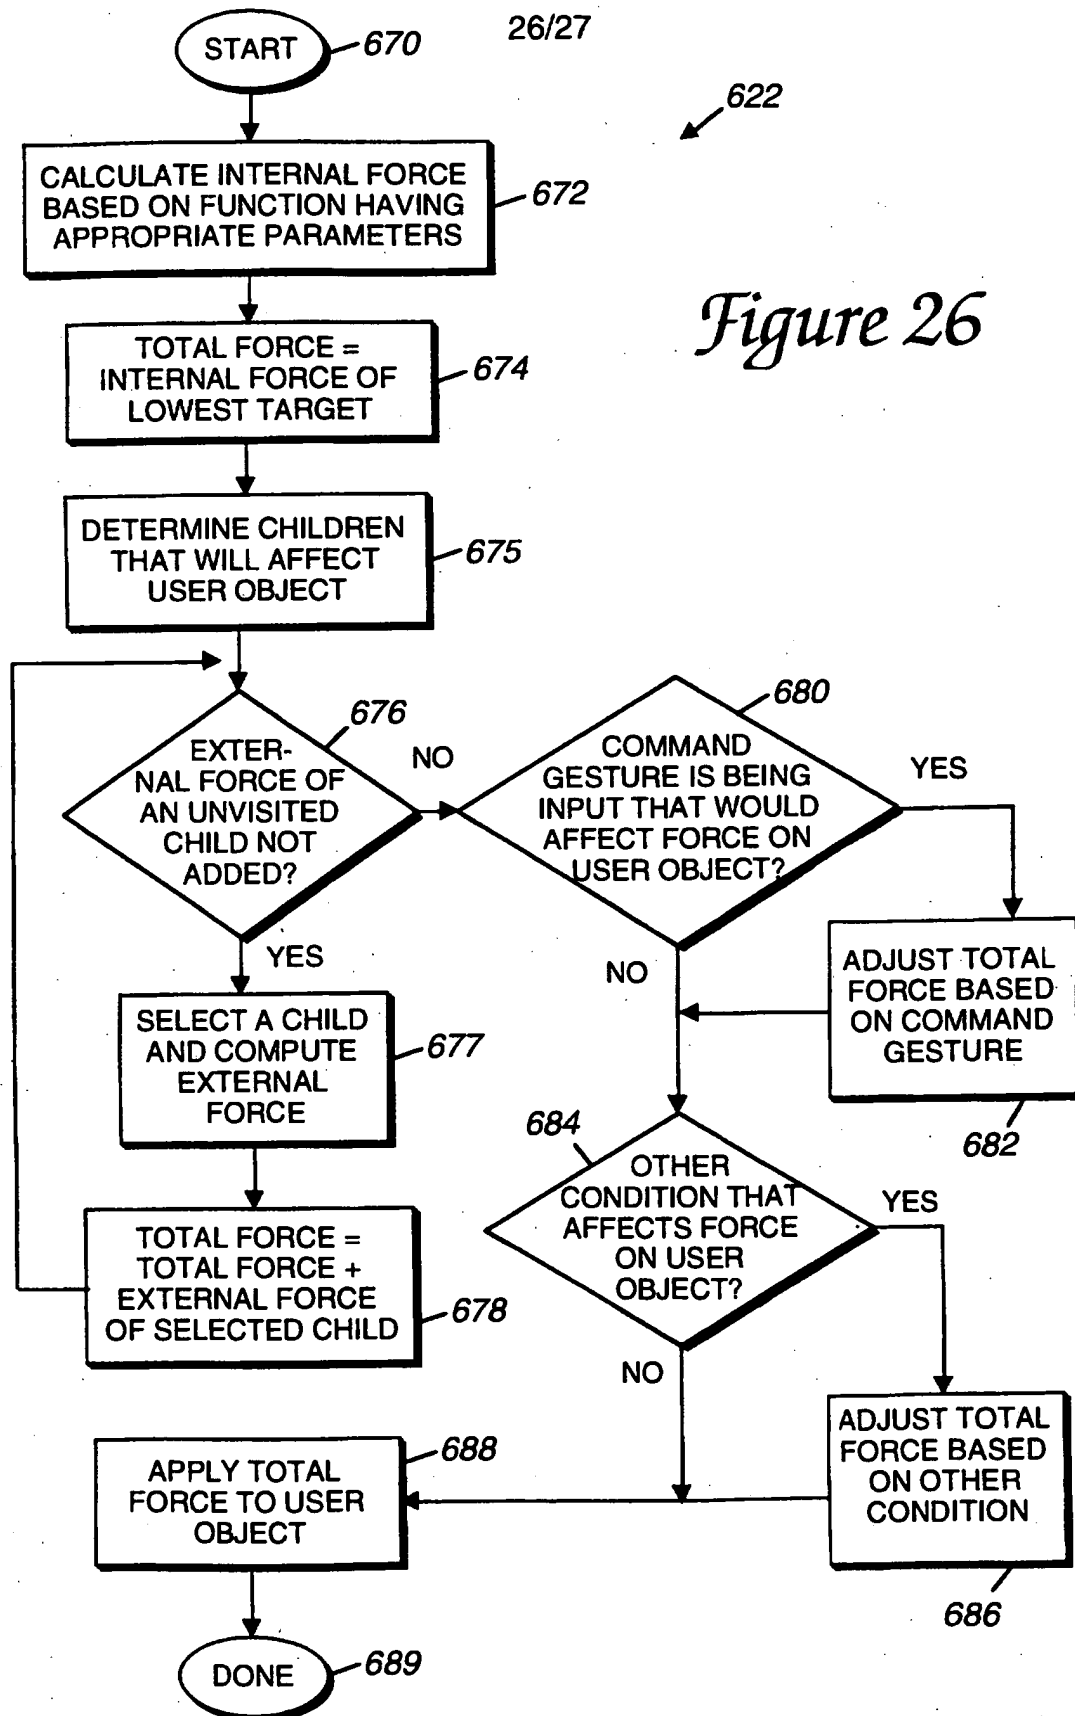 26/27
START
670
622
CALCULATE INTERNAL FORCE
BASED ON FUNCTION HAVING
APPROPRIATE PARAMETERS
672
Figure 26
TOTAL FORCE =
INTERNAL FORCE OF
LOWEST TARGET
674
DETERMINE CHILDREN
THAT WILL AFFECT
USER OBJECT
675
EXTER-
NAL FORCE OF
AN UNVISITED
CHILD NOT
ADDED?
676
NO
YES
COMMAND
GESTURE IS BEING
INPUT THAT WOULD
AFFECT FORCE ON
USER OBJECT?
680
YES
NO
SELECT A CHILD
AND COMPUTE
EXTERNAL
FORCE
677
ADJUST TOTAL
FORCE BASED
ON COMMAND
GESTURE
682
TOTAL FORCE =
TOTAL FORCE +
EXTERNAL FORCE
OF SELECTED CHILD
678
684
OTHER
CONDITION THAT
AFFECTS FORCE
ON USER
OBJECT?
YES
NO
ADJUST TOTAL
FORCE BASED
ON OTHER
CONDITION
686
APPLY TOTAL
FORCE TO USER
OBJECT
688
DONE
689